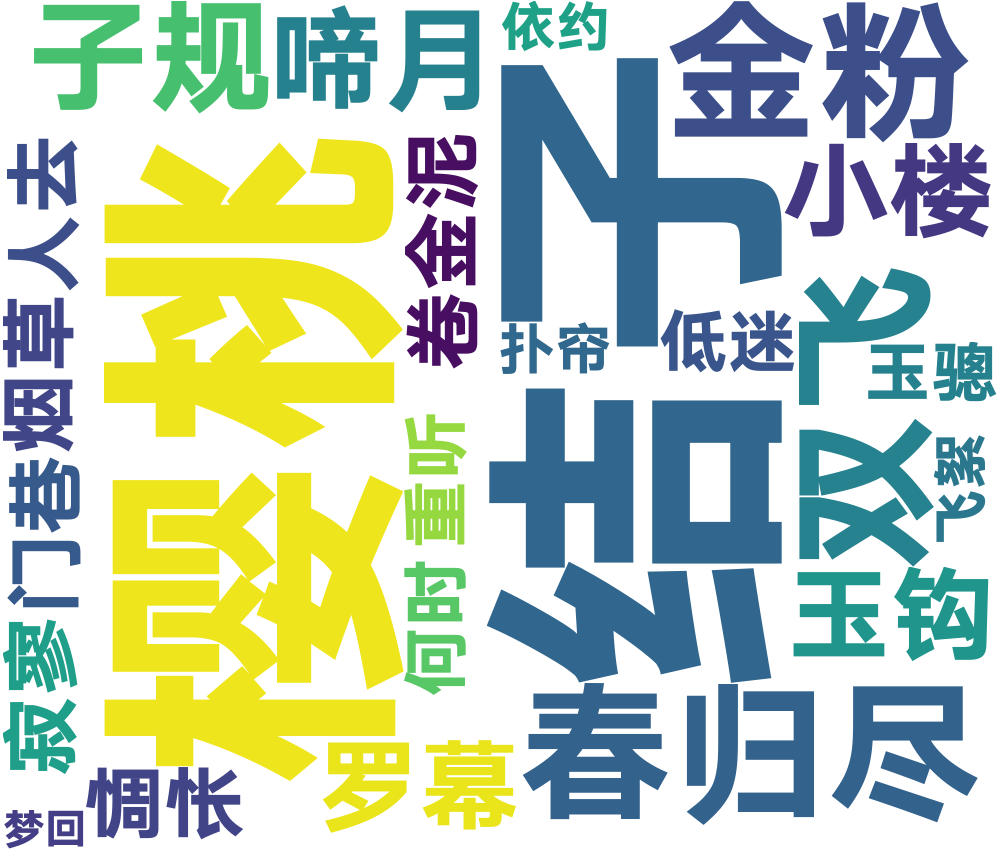 子规
啼月
依约
金粉
小楼
人去
樱桃
卷金泥
结子
扑帘
低迷
双飞
玉骢
烟草
门巷
重听
何时
飞絮
玉钩
寂寥
春归尽
罗幕
惆怅
梦回